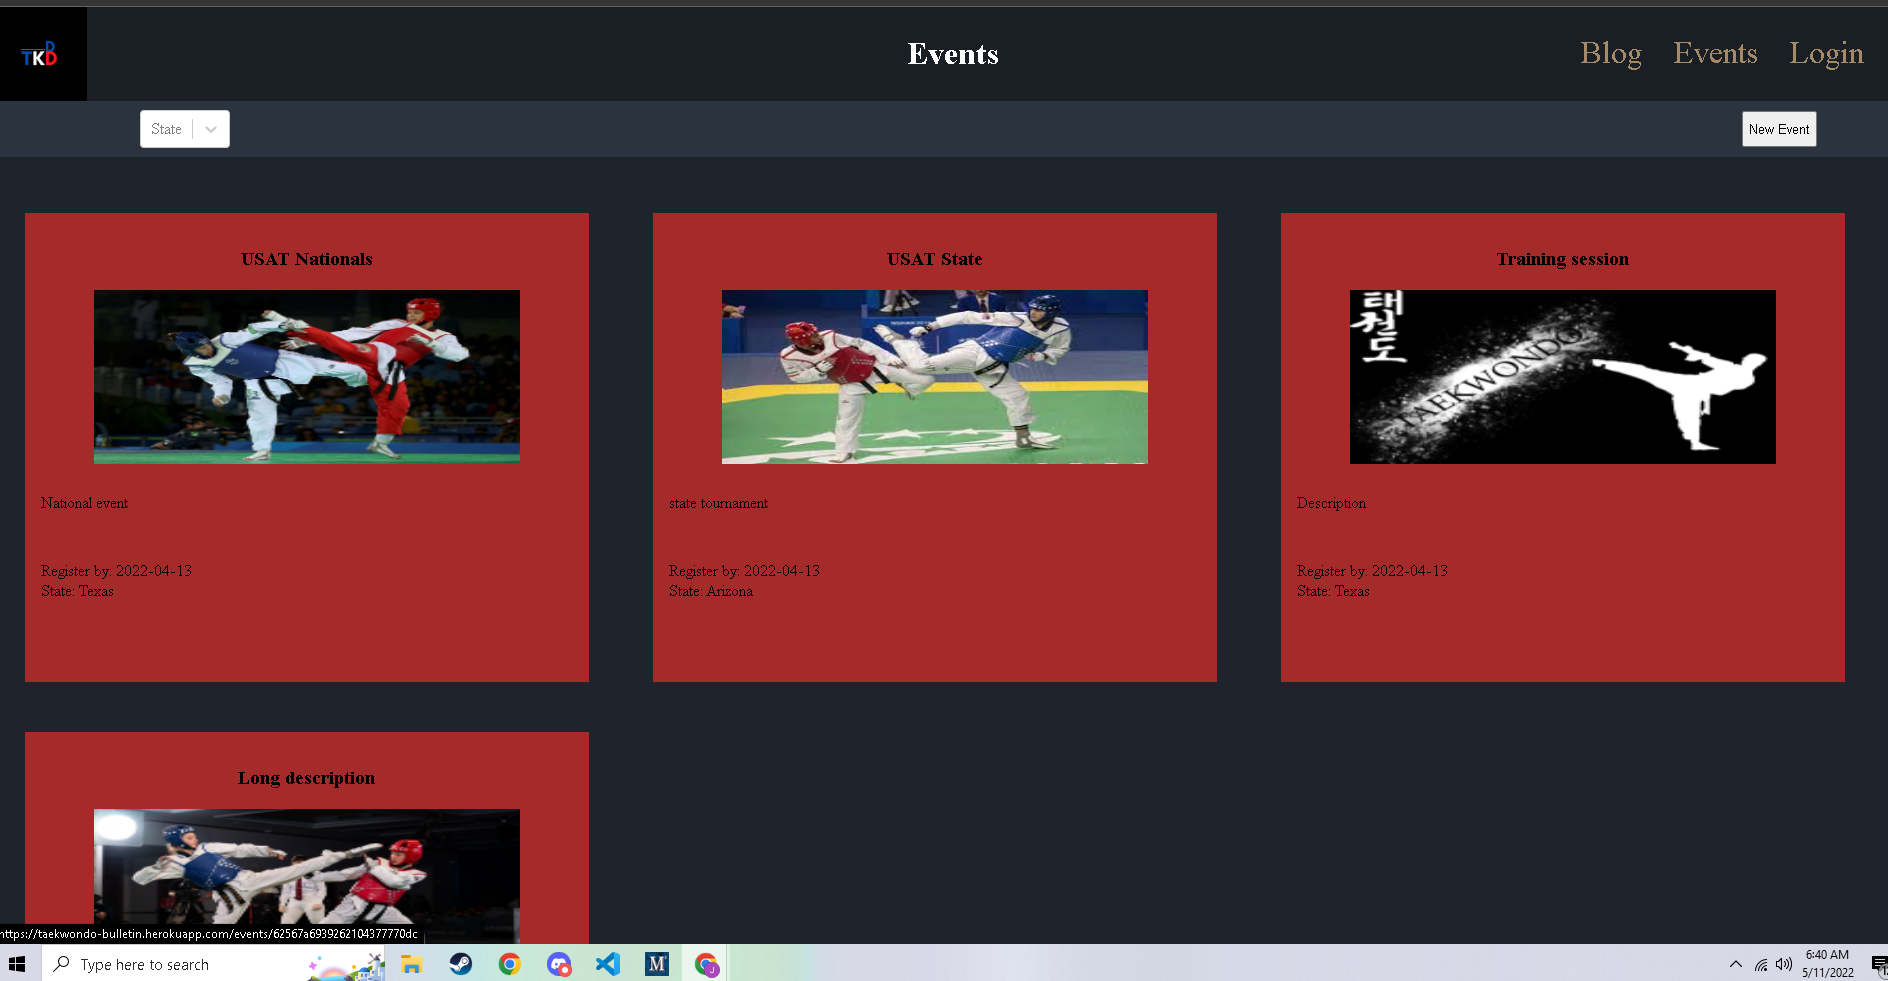 TKD
D
Events
Blog Events Login
State
New Event
USAT Nationals
USAT State
Training session
태권도
TAEKWONDO
National event
state tournament
Description
Register by: 2022-04-13
State: Texas
Register by: 2022-04-13
State: Arizona
Register by: 2022-04-13
State: Texas
Long description
https://taekwondo-bulletin.herokuapp.com/events/62567a6939262104377770dc
Type here to search
M
J
6:40 AM
5/11/2022